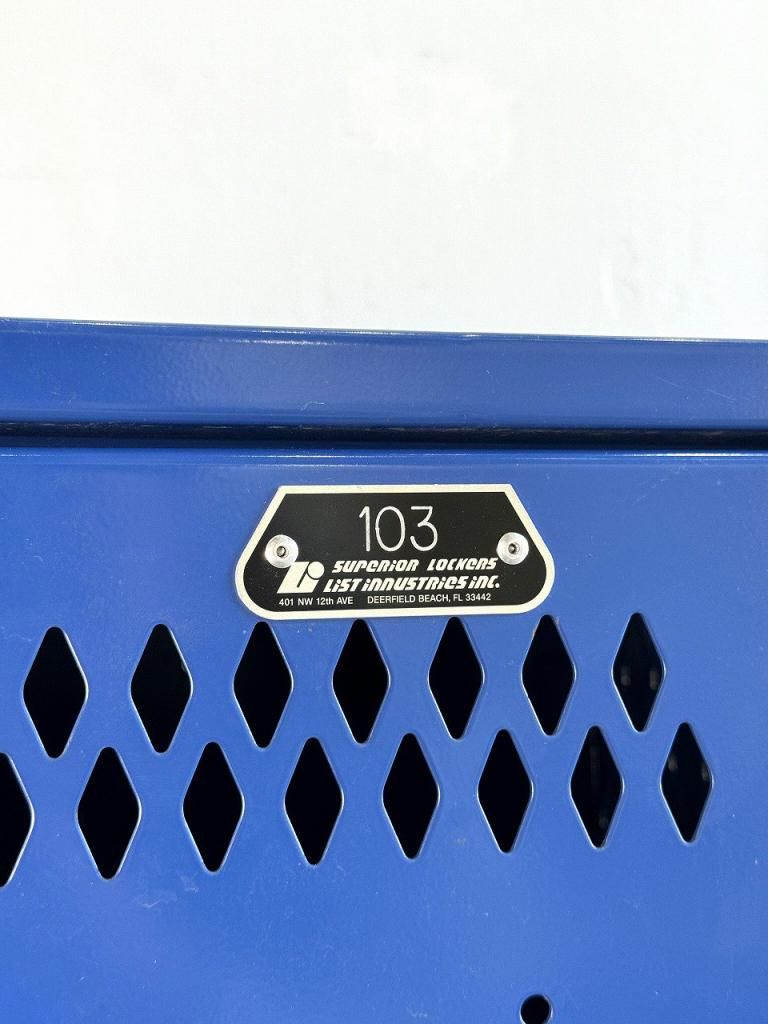 103
SUPERIOR LOCKERS
LIST INDUSTRIES INC.
401 NW 12th AVE DEERFIELD BEACH, FL 33442